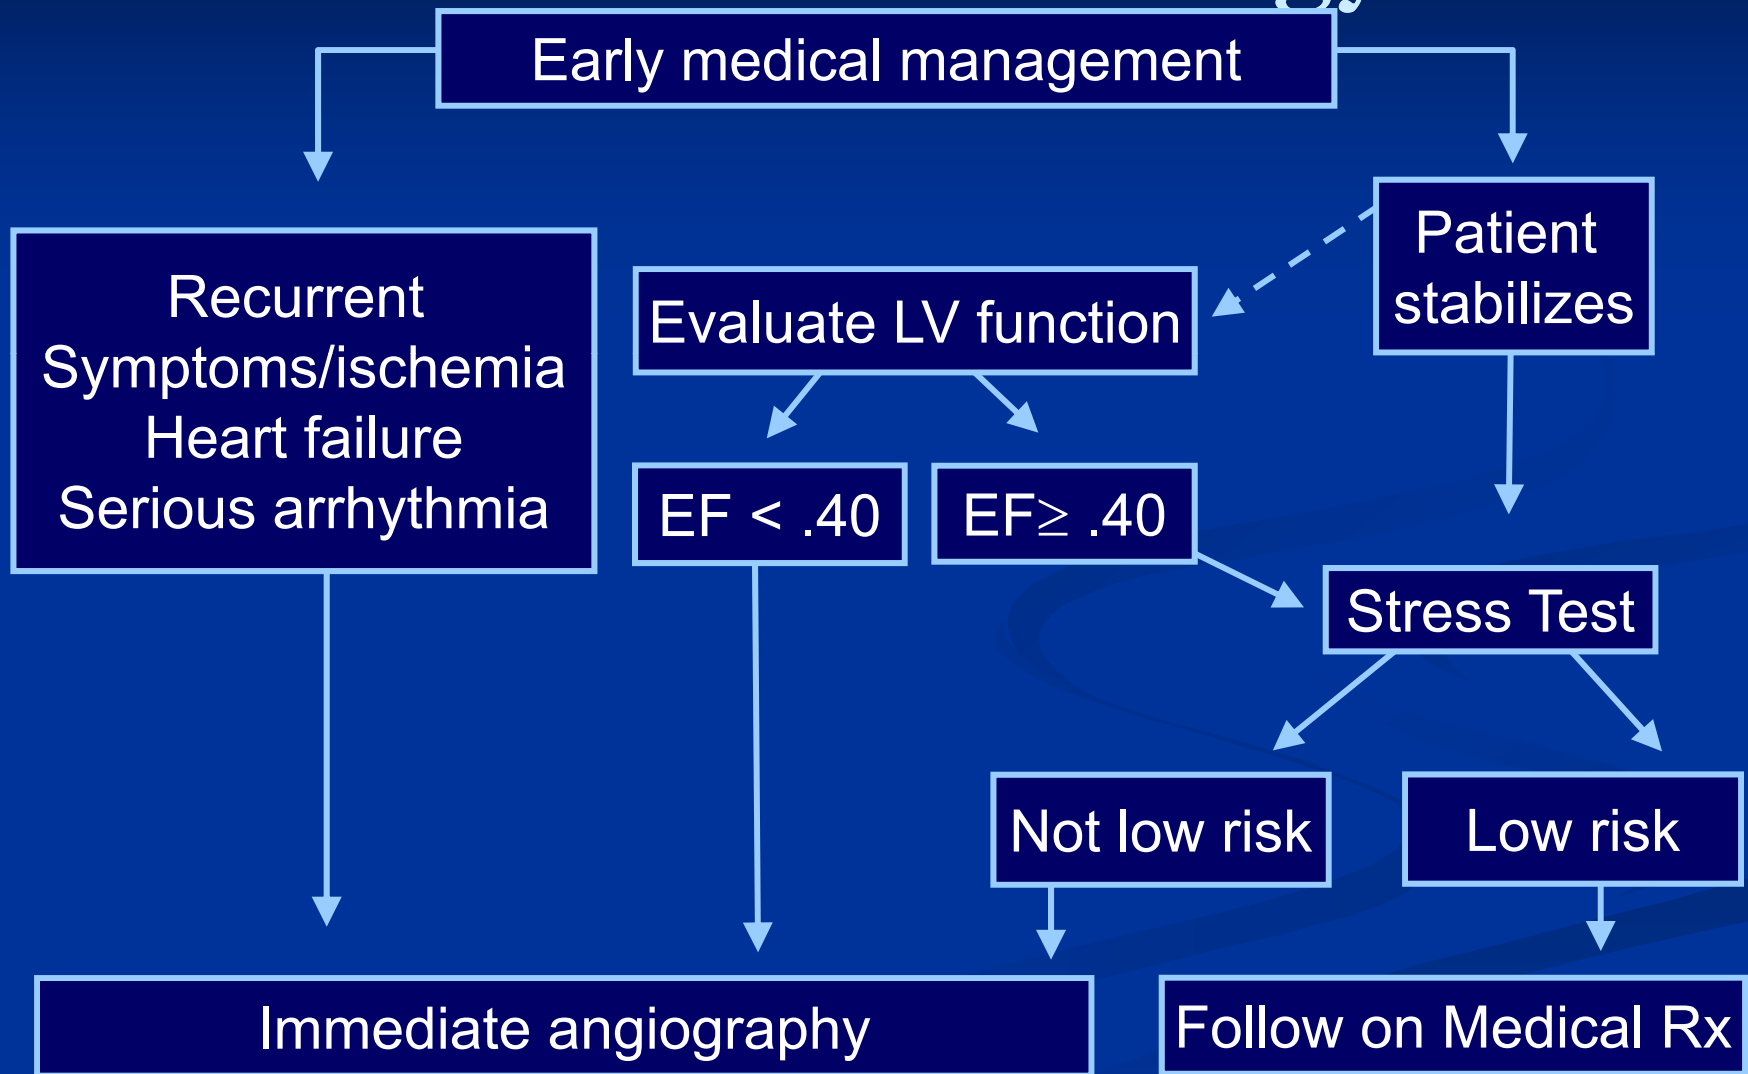 Early medical management
Patient
stabilizes
Recurrent
Symptoms/ischemia
Heart failure
Serious arrhythmia
Evaluate LV function
EF < .40
EF≥ .40
Stress Test
Not low risk
Low risk
Immediate angiography
Follow on Medical Rx